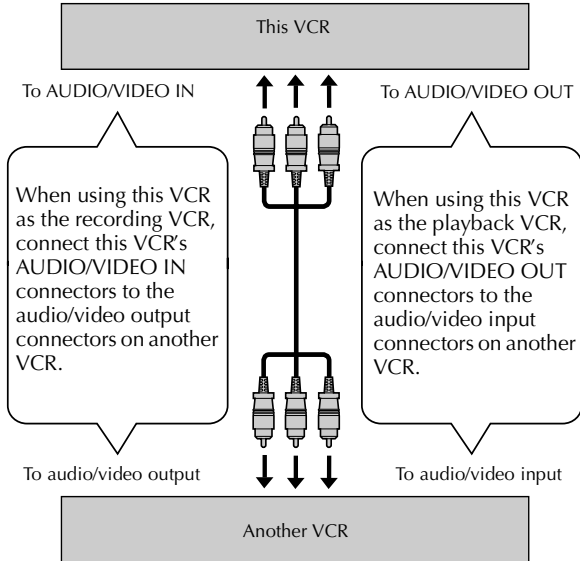 This VCR
To AUDIO/VIDEO IN
To AUDIO/VIDEO OUT
When using this VCR
as the recording VCR,
connect this VCR's
AUDIO/VIDEO IN
connectors to the
audio/video output
connectors on another
VCR.
When using this VCR
as the playback VCR,
connect this VCR's
AUDIO/VIDEO OUT
connectors to the
audio/video input
connectors on another
VCR.
To audio/video output
To audio/video input
Another VCR